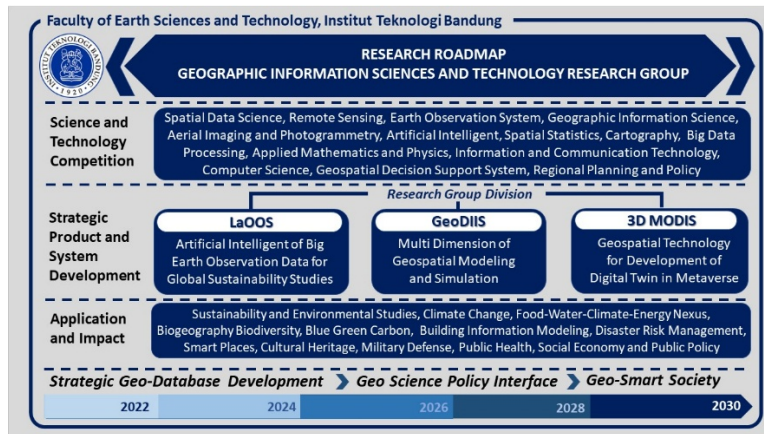 Faculty of Earth Sciences and Technology, Institut Teknologi Bandung
INSTITUT TEKNOLOGI BANDUNG
1920
RESEARCH ROADMAP
GEOGRAPHIC INFORMATION SCIENCES AND TECHNOLOGY RESEARCH GROUP
Science and
Technology
Competition
Spatial Data Science, Remote Sensing, Earth Observation System, Geographic Information Science,
Aerial Imaging and Photogrammetry, Artificial Intelligent, Spatial Statistics, Cartography, Big Data
Processing, Applied Mathematics and Physics, Information and Communication Technology,
Computer Science, Geospatial Decision Support System, Regional Planning and Policy
Research Group Division
Strategic
Product and
System
Development
LaOOS
Artificial Intelligent of Big
Earth Observation Data for
Global Sustainability Studies
GeoDIIS
Multi Dimension of
Geospatial Modeling
and Simulation
3D MODIS
Geospatial Technology
for Development of
Digital Twin in Metaverse
Application
and Impact
Sustainability and Environmental Studies, Climate Change, Food-Water-Climate-Energy Nexus,
Biogeography Biodiversity, Blue Green Carbon, Building Information Modeling, Disaster Risk Management,
Smart Places, Cultural Heritage, Military Defense, Public Health, Social Economy and Public Policy
Strategic Geo-Database Development
Geo Science Policy Interface
Geo-Smart Society
2022
2024
2026
2028
2030